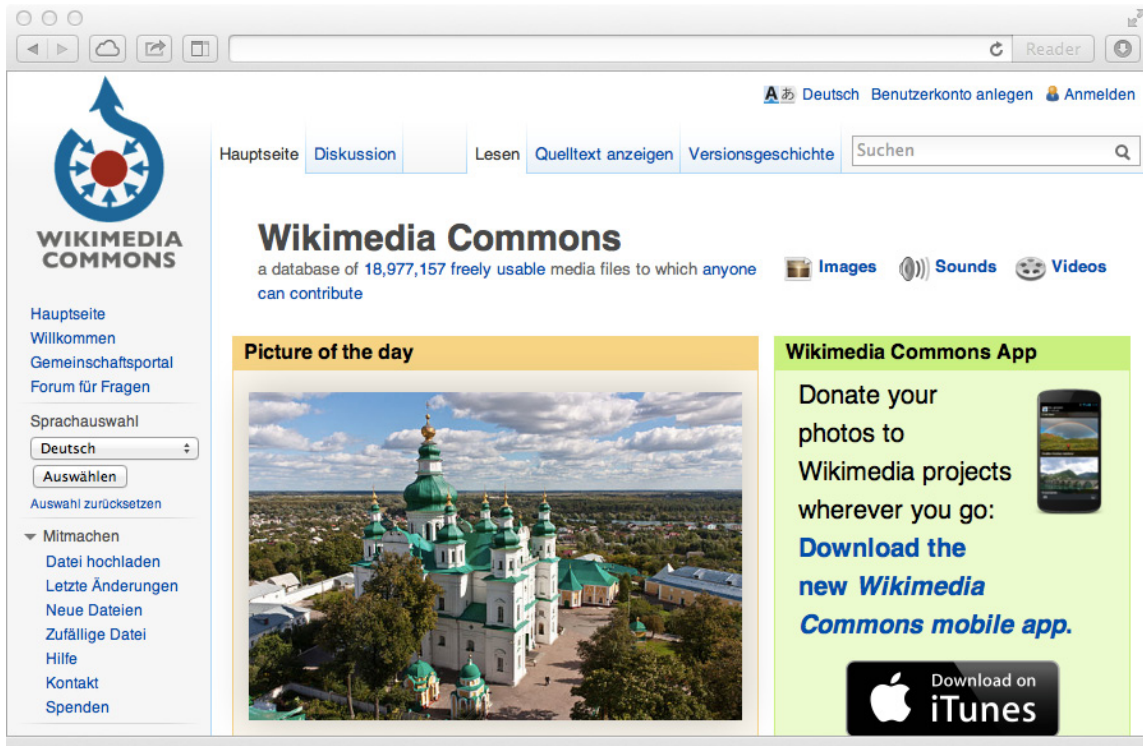 Reader
WIKIMEDIA
COMMONS
Deutsch Benutzerkonto anlegen Anmelden
Hauptseite Diskussion Lesen Quelltext anzeigen Versionsgeschichte Suchen
Wikimedia Commons
a database of 18,977,157 freely usable media files to which anyone
can contribute
Images Sounds Videos
Hauptseite
Willkommen
Gemeinschaftsportal
Forum für Fragen
Sprachauswahl
Deutsch
Auswählen
Auswahl zurücksetzen
Mitmachen
Datei hochladen
Letzte Änderungen
Neue Dateien
Zufällige Datei
Hilfe
Kontakt
Spenden
Picture of the day
Wikimedia Commons App
Donate your
photos to
Wikimedia projects
wherever you go:
Download the
new Wikimedia
Commons mobile app.
Download on
iTunes